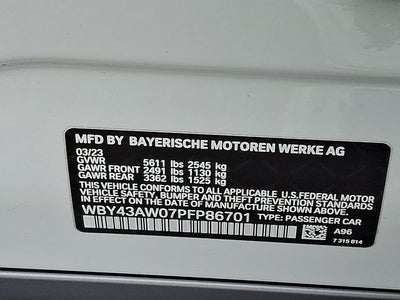 MFD BY BAYERISCHE MOTOREN WERKE AG
03/23
GVWR 5611 lbs 2545 kg
GAWR FRONT 2491 lbs 1130 kg
GAWR REAR 3362 lbs 1525 kg
THIS VEHICLE CONFORMS TO ALL APPLICABLE U.S.FEDERAL MOTOR
VEHICLE SAFETY, BUMPER AND THEFT PREVENTION STANDARDS
IN EFFECT ON THE DATE OF MANUFACTURE SHOWN ABOVE.
WBY43AW07PFP86701 TYPE: PASSENGER CAR
A96
7 315 814